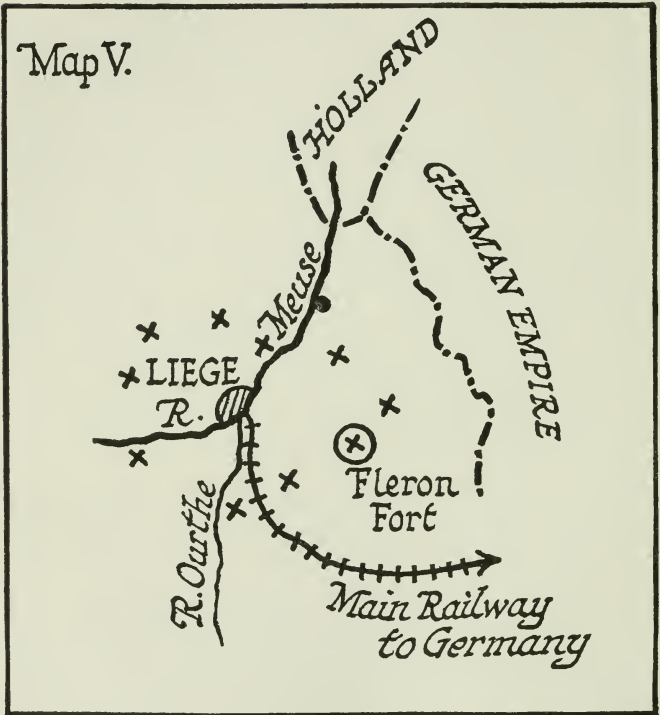 Map V.
HOLLAND
GERMAN EMPIRE
Meuse
LIEGE
R.
Fleron
Fort
R. Ourthe
Main Railway
to Germany